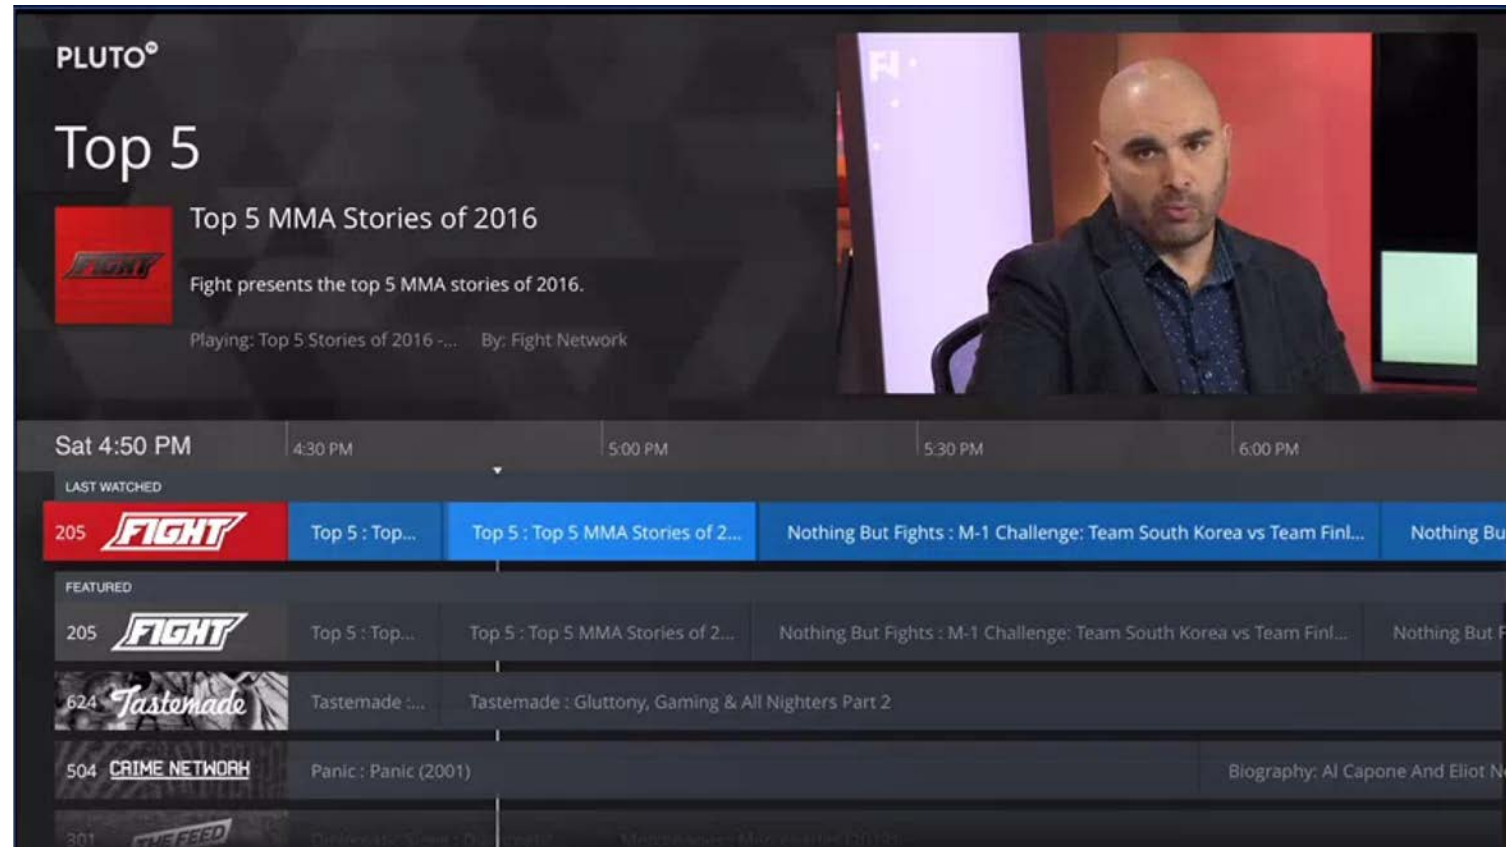 PLUTO tv
Top 5
FIGHT
Top 5 MMA Stories of 2016
Fight presents the top 5 MMA stories of 2016.
Playing: Top 5 Stories of 2016 -... By: Fight Network
FN
Sat 4:50 PM 4:30 PM 5:00 PM 5:30 PM 6:00 PM
LAST WATCHED
205 FIGHT Top 5 : Top... Top 5 : Top 5 MMA Stories of 2... Nothing But Fights : M-1 Challenge: Team South Korea vs Team Finl... Nothing Bu
FEATURED
205 FIGHT Top 5 : Top... Top 5 : Top 5 MMA Stories of 2... Nothing But Fights : M-1 Challenge: Team South Korea vs Team Finl... Nothing But F
624 Tastemade Tastemade :... Tastemade : Gluttony, Gaming & All Nighters Part 2
504 CRIME NETWORK Panic : Panic (2001) Biography: Al Capone And Eliot N
301 THE FEED